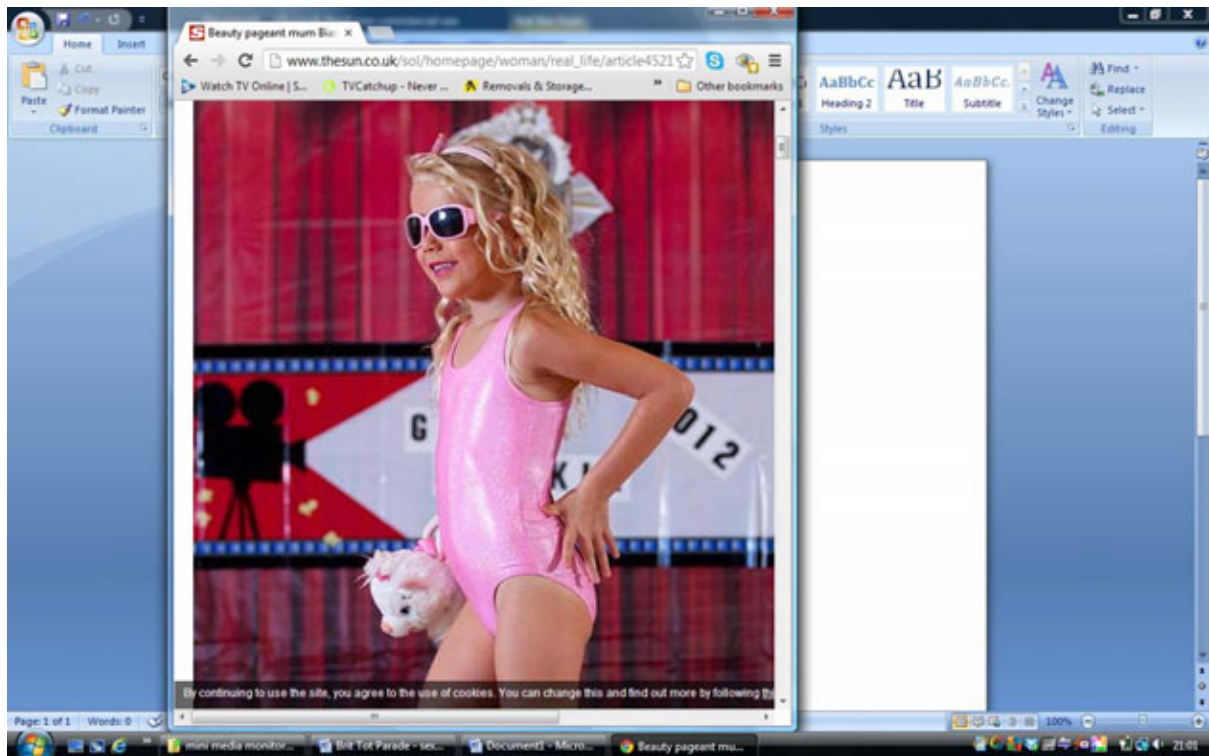 Beauty pageant mum Bia
Home Insert
www.thesun.co.uk/sol/homepage/woman/real_life/article4521
Watch TV Online | S... TVCatchup - Never ... Removals & Storage... » Other bookmarks
Cut
Copy
Paste
Format Painter
Clipboard
AaBbCc AaB AaBbCc.
Heading 2 Title Subtitle
Change
Styles
Find
Replace
Select
Styles
Editing
G
K
2012
By continuing to use the site, you agree to the use of cookies. You can change this and find out more by following
Page: 1 of 1 Words: 0
100%
mini media monitor... Brit Tot Parade - sex... Document1 - Micro... Beauty pageant mu...
21:01